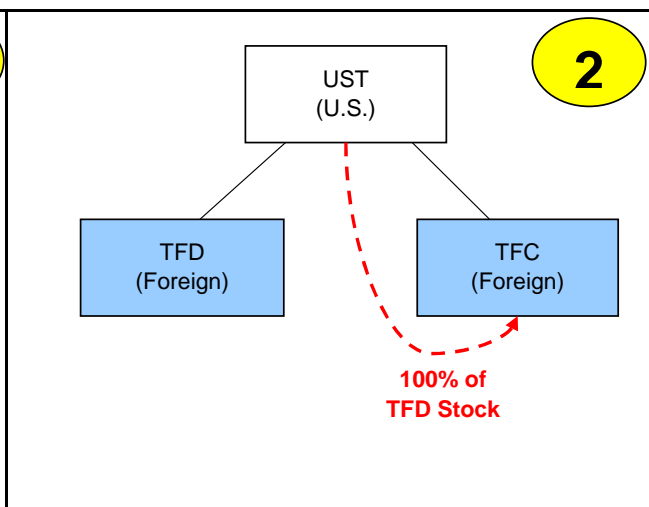 UST
(U.S.)
2
TFD
(Foreign)
TFC
(Foreign)
100% of
TFD Stock